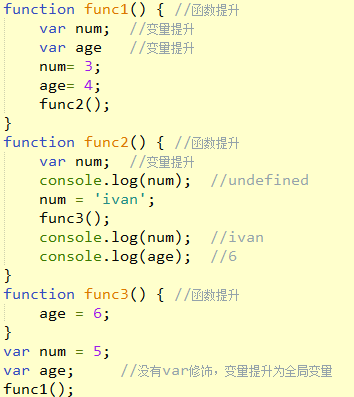 function func1() { //函数提升
    var num;  //变量提升
    var age   //变量提升
    num= 3;
    age= 4;
    func2();
}
function func2() { //函数提升
    var num;  //变量提升
    console.log(num);  //undefined
    num = 'ivan';
    func3();
    console.log(num);  //ivan
    console.log(age);  //6
}
function func3() { //函数提升
    age = 6;
}
var num = 5;
var age;      //没有var修饰，变量提升为全局变量
func1();